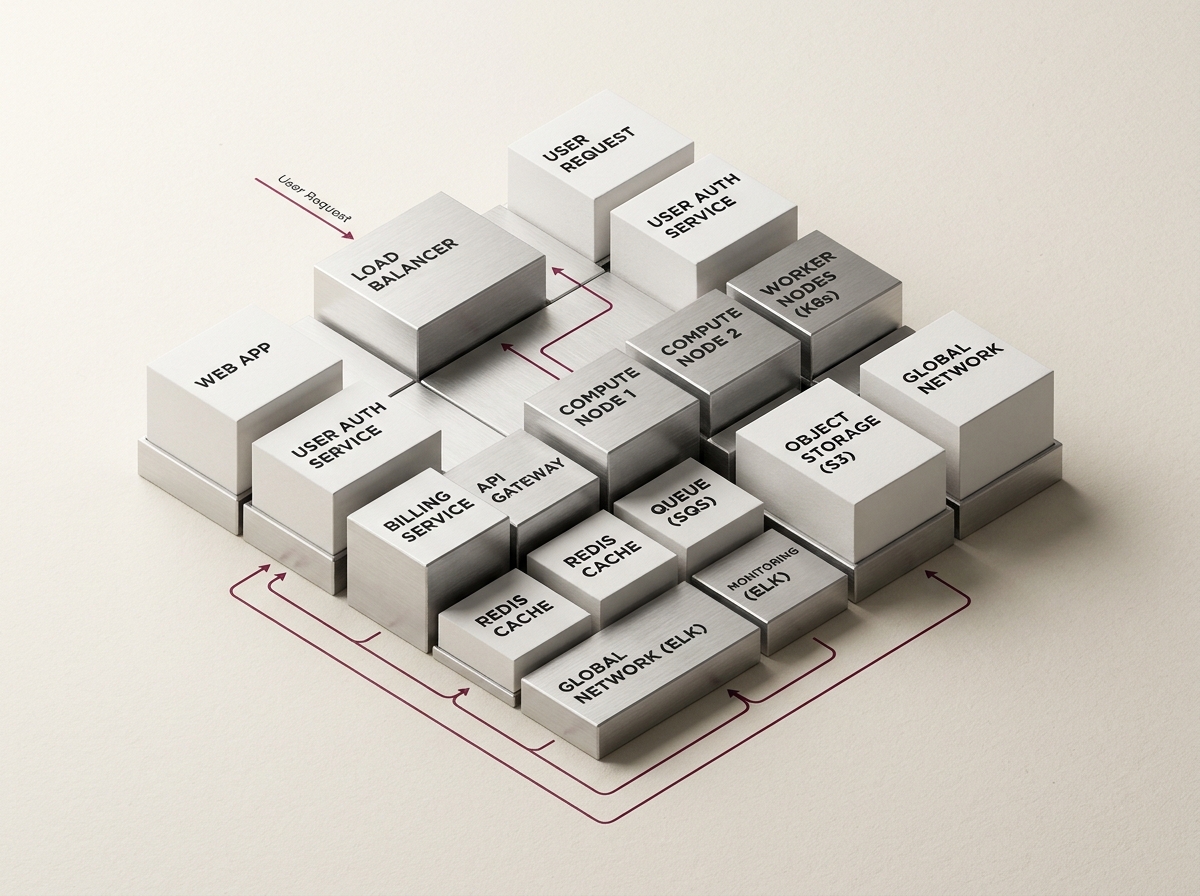 USER
REQUEST
USER AUTH
SERVICE
User Request
LOAD
BALANCER
WORKER
NODES
(K8s)
COMPUTE
NODE 2
GLOBAL
NETWORK
WEB APP
COMPUTE
NODE 1
USER AUTH
SERVICE
OBJECT
STORAGE
(S3)
API
GATEWAY
BILLING
SERVICE
QUEUE
(SQS)
REDIS
CACHE
MONITORING
(ELK)
REDIS
CACHE
GLOBAL
NETWORK (ELK)